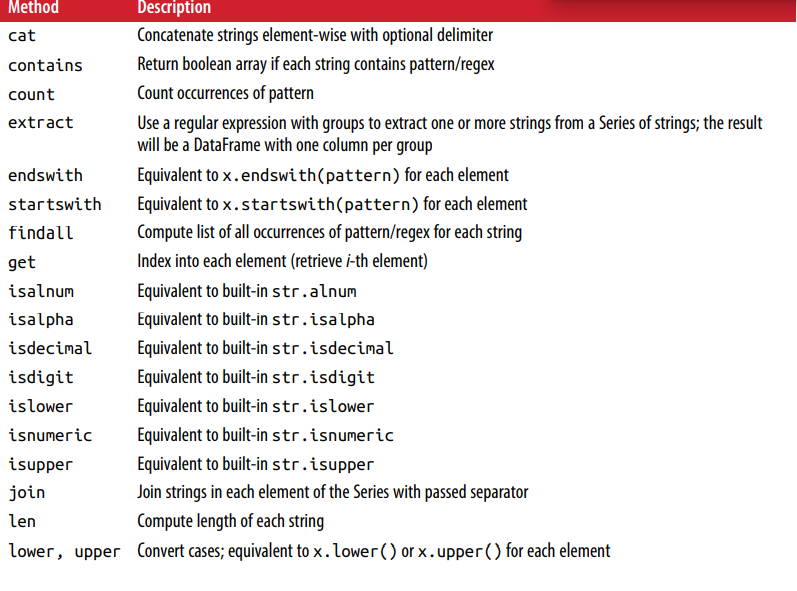 Method Description
cat Concatenate strings element-wise with optional delimiter
contains Return boolean array if each string contains pattern/regex
count Count occurrences of pattern
extract Use a regular expression with groups to extract one or more strings from a Series of strings; the result
will be a DataFrame with one column per group
endswith Equivalent to x.endswith(pattern) for each element
startswith Equivalent to x.startswith(pattern) for each element
findall Compute list of all occurrences of pattern/regex for each string
get Index into each element (retrieve i-th element)
isalnum Equivalent to built-in str.alnum
isalpha Equivalent to built-in str.isalpha
isdecimal Equivalent to built-in str.isdecimal
isdigit Equivalent to built-in str.isdigit
islower Equivalent to built-in str.islower
isnumeric Equivalent to built-in str.isnumeric
isupper Equivalent to built-in str.isupper
join Join strings in each element of the Series with passed separator
len Compute length of each string
lower, upper Convert cases; equivalent to x.lower() or x.upper() for each element